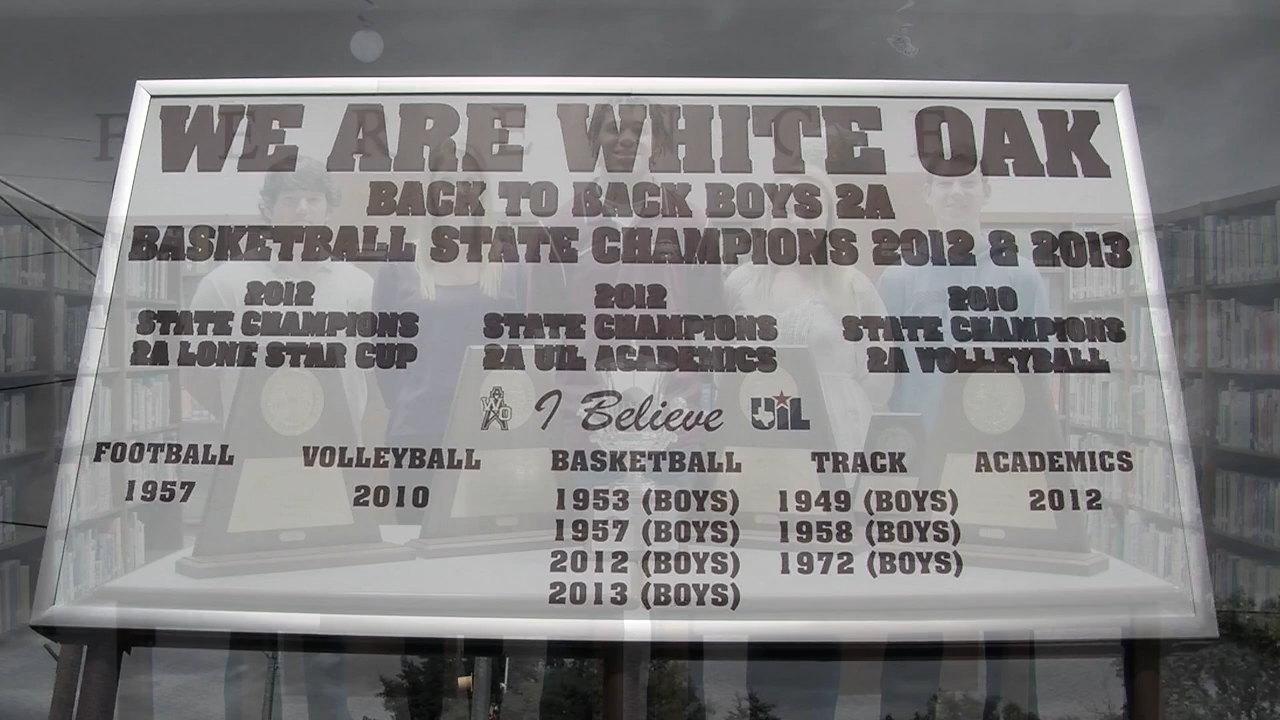 WE ARE WHITE OAK
BACK TO BACK BOYS 2A
BASKETBALL STATE CHAMPIONS 2012 & 2013
2012
STATE CHAMPIONS
2A LONE STAR CUP
2012
STATE CHAMPIONS
2A UIL ACADEMICS
2010
STATE CHAMPIONS
2A VOLLEYBALL
I Believe
UIL
FOOTBALL
1957
VOLLEYBALL
2010
BASKETBALL
1953 (BOYS)
1957 (BOYS)
2012 (BOYS)
2013 (BOYS)
TRACK
1949 (BOYS)
1958 (BOYS)
1972 (BOYS)
ACADEMICS
2012